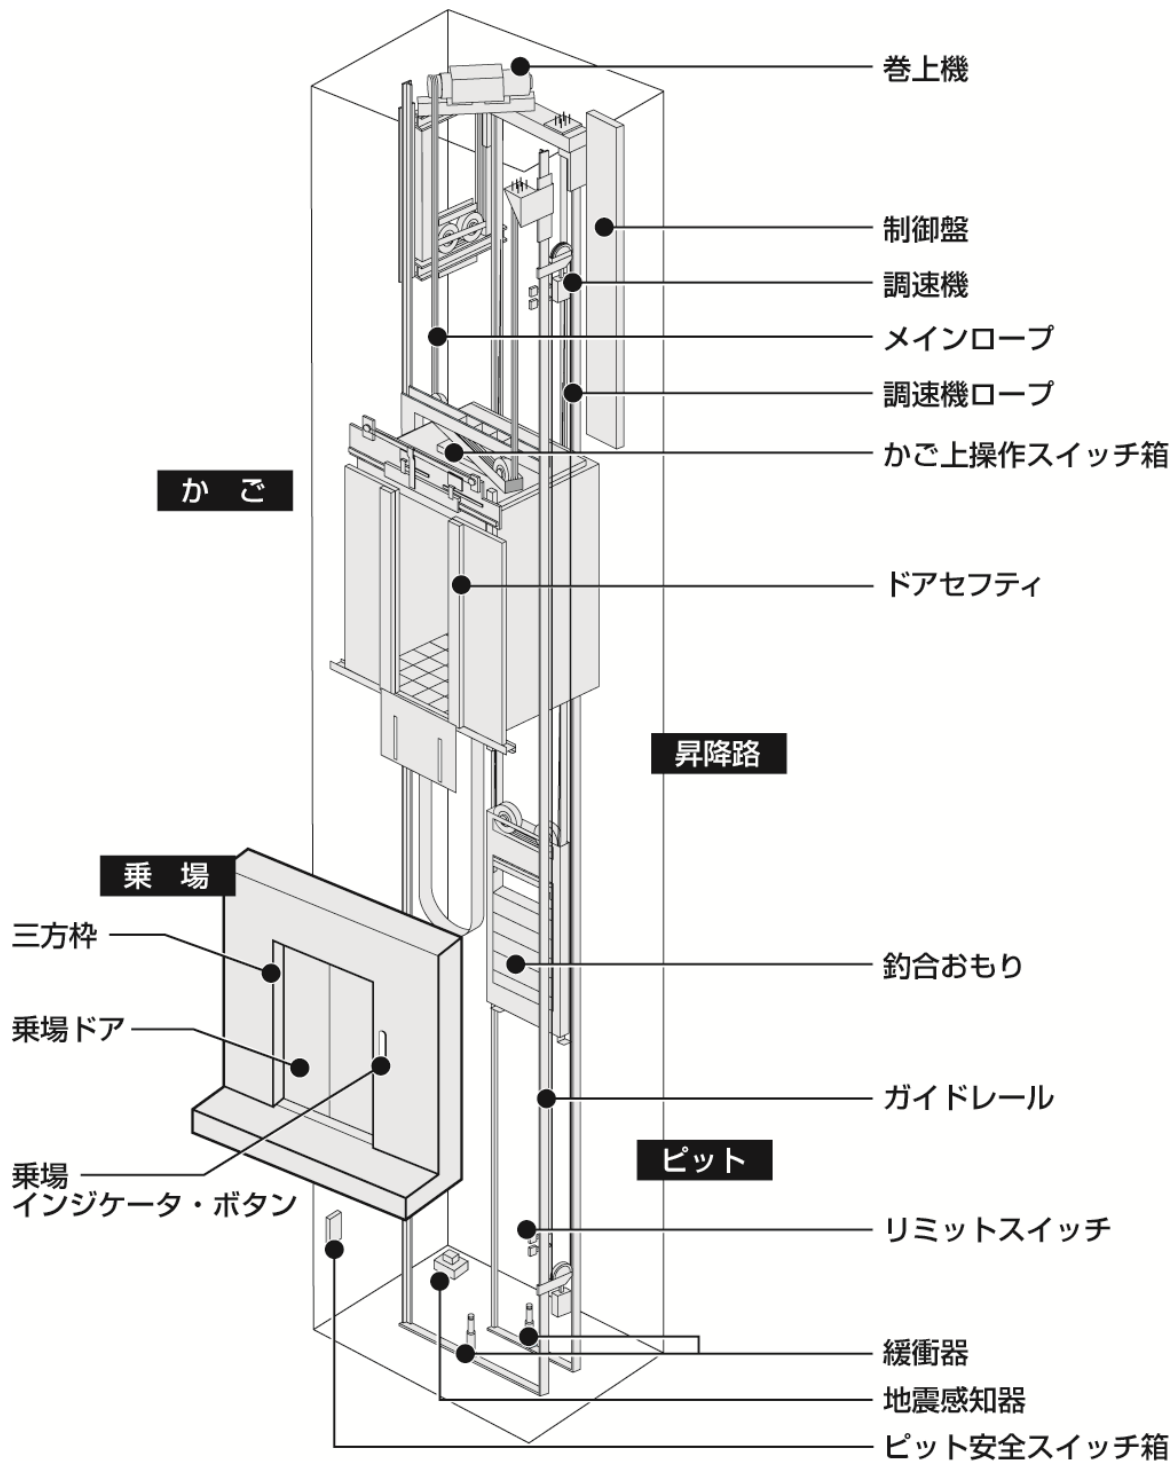 巻上機
制御盤
調速機
メインロープ
調速機ロープ
かご上操作スイッチ箱
かご
ドアセフティ
昇降路
乗場
三方枠
釣合おもり
乗場ドア
ガイドレール
ピット
乗場
インジケータ・ボタン
リミットスイッチ
緩衝器
地震感知器
ピット安全スイッチ箱